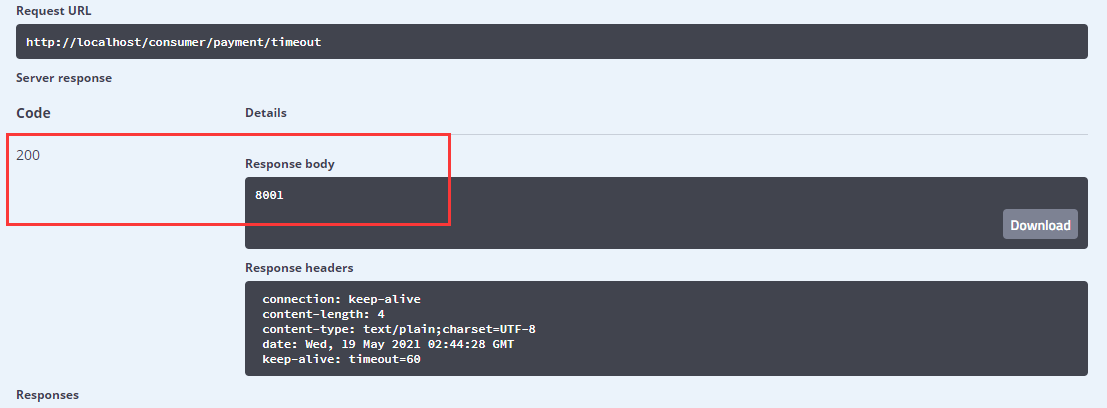 Request URL
http://localhost/consumer/payment/timeout
Server response
Code
Details
200
Response body
8001
Download
Response headers
connection: keep-alive
content-length: 4
content-type: text/plain;charset=UTF-8
date: Wed, 19 May 2021 02:44:28 GMT
keep-alive: timeout=60
Responses